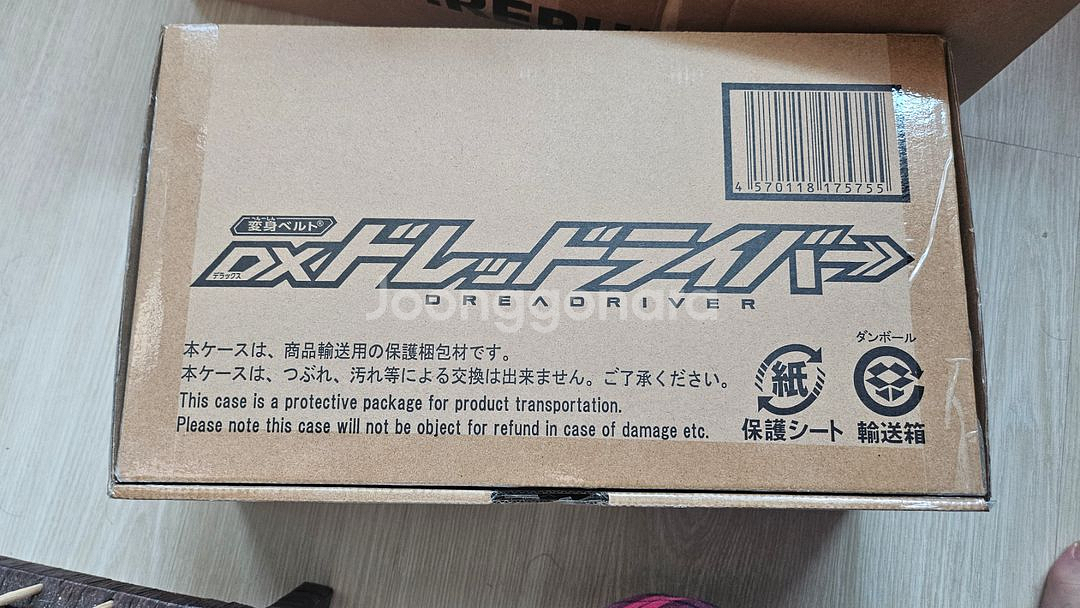 4 570118 175755
へんしん
変身ベルト®
デラックス
DXドレッドライバー
DREADRIVER
Joonggonara
本ケースは、商品輸送用の保護梱包材です。
本ケースは、つぶれ、汚れ等による交換は出来ません。ご了承ください。
This case is a protective package for product transportation.
Please note this case will not be object for refund in case of damage etc.
紙
保護シート
ダンボール
輸送箱